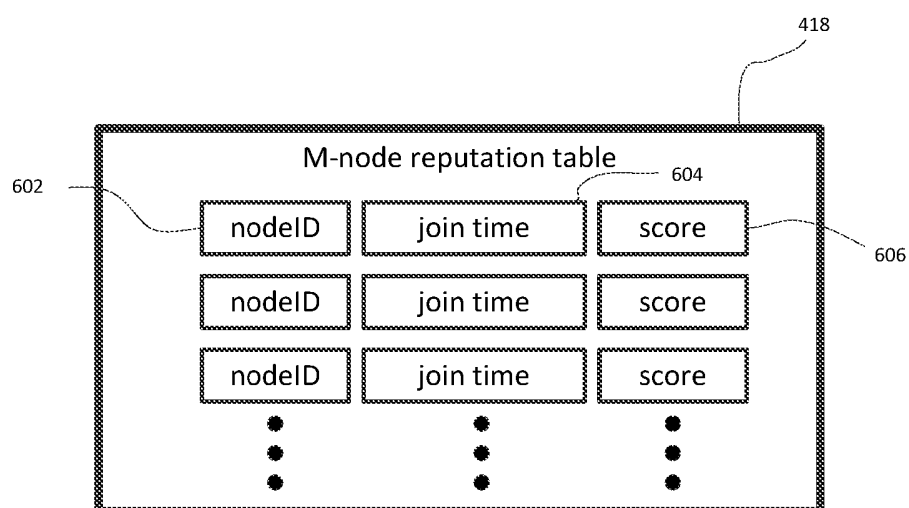 418
M-node reputation table
602
604
nodeID join time score
606
nodeID join time score
nodeID join time score